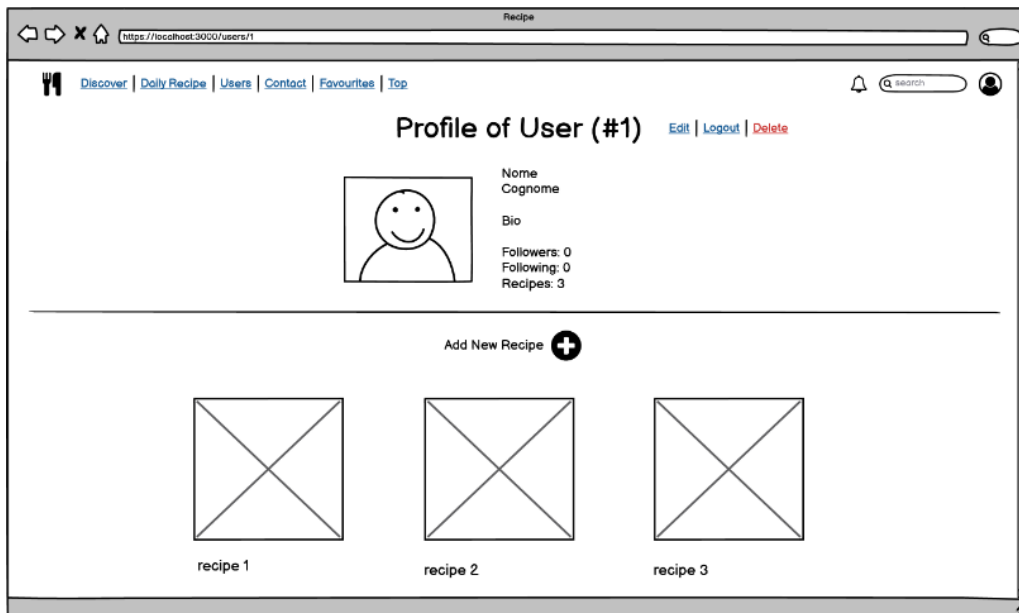 Recipe
https://localhost:3000/users/1
Discover | Daily Recipe | Users | Contact | Favourites | Top
search
Profile of User (#1)
Edit | Logout | Delete
Nome
Cognome
Bio
Followers: 0
Following: 0
Recipes: 3
Add New Recipe
recipe 1
recipe 2
recipe 3